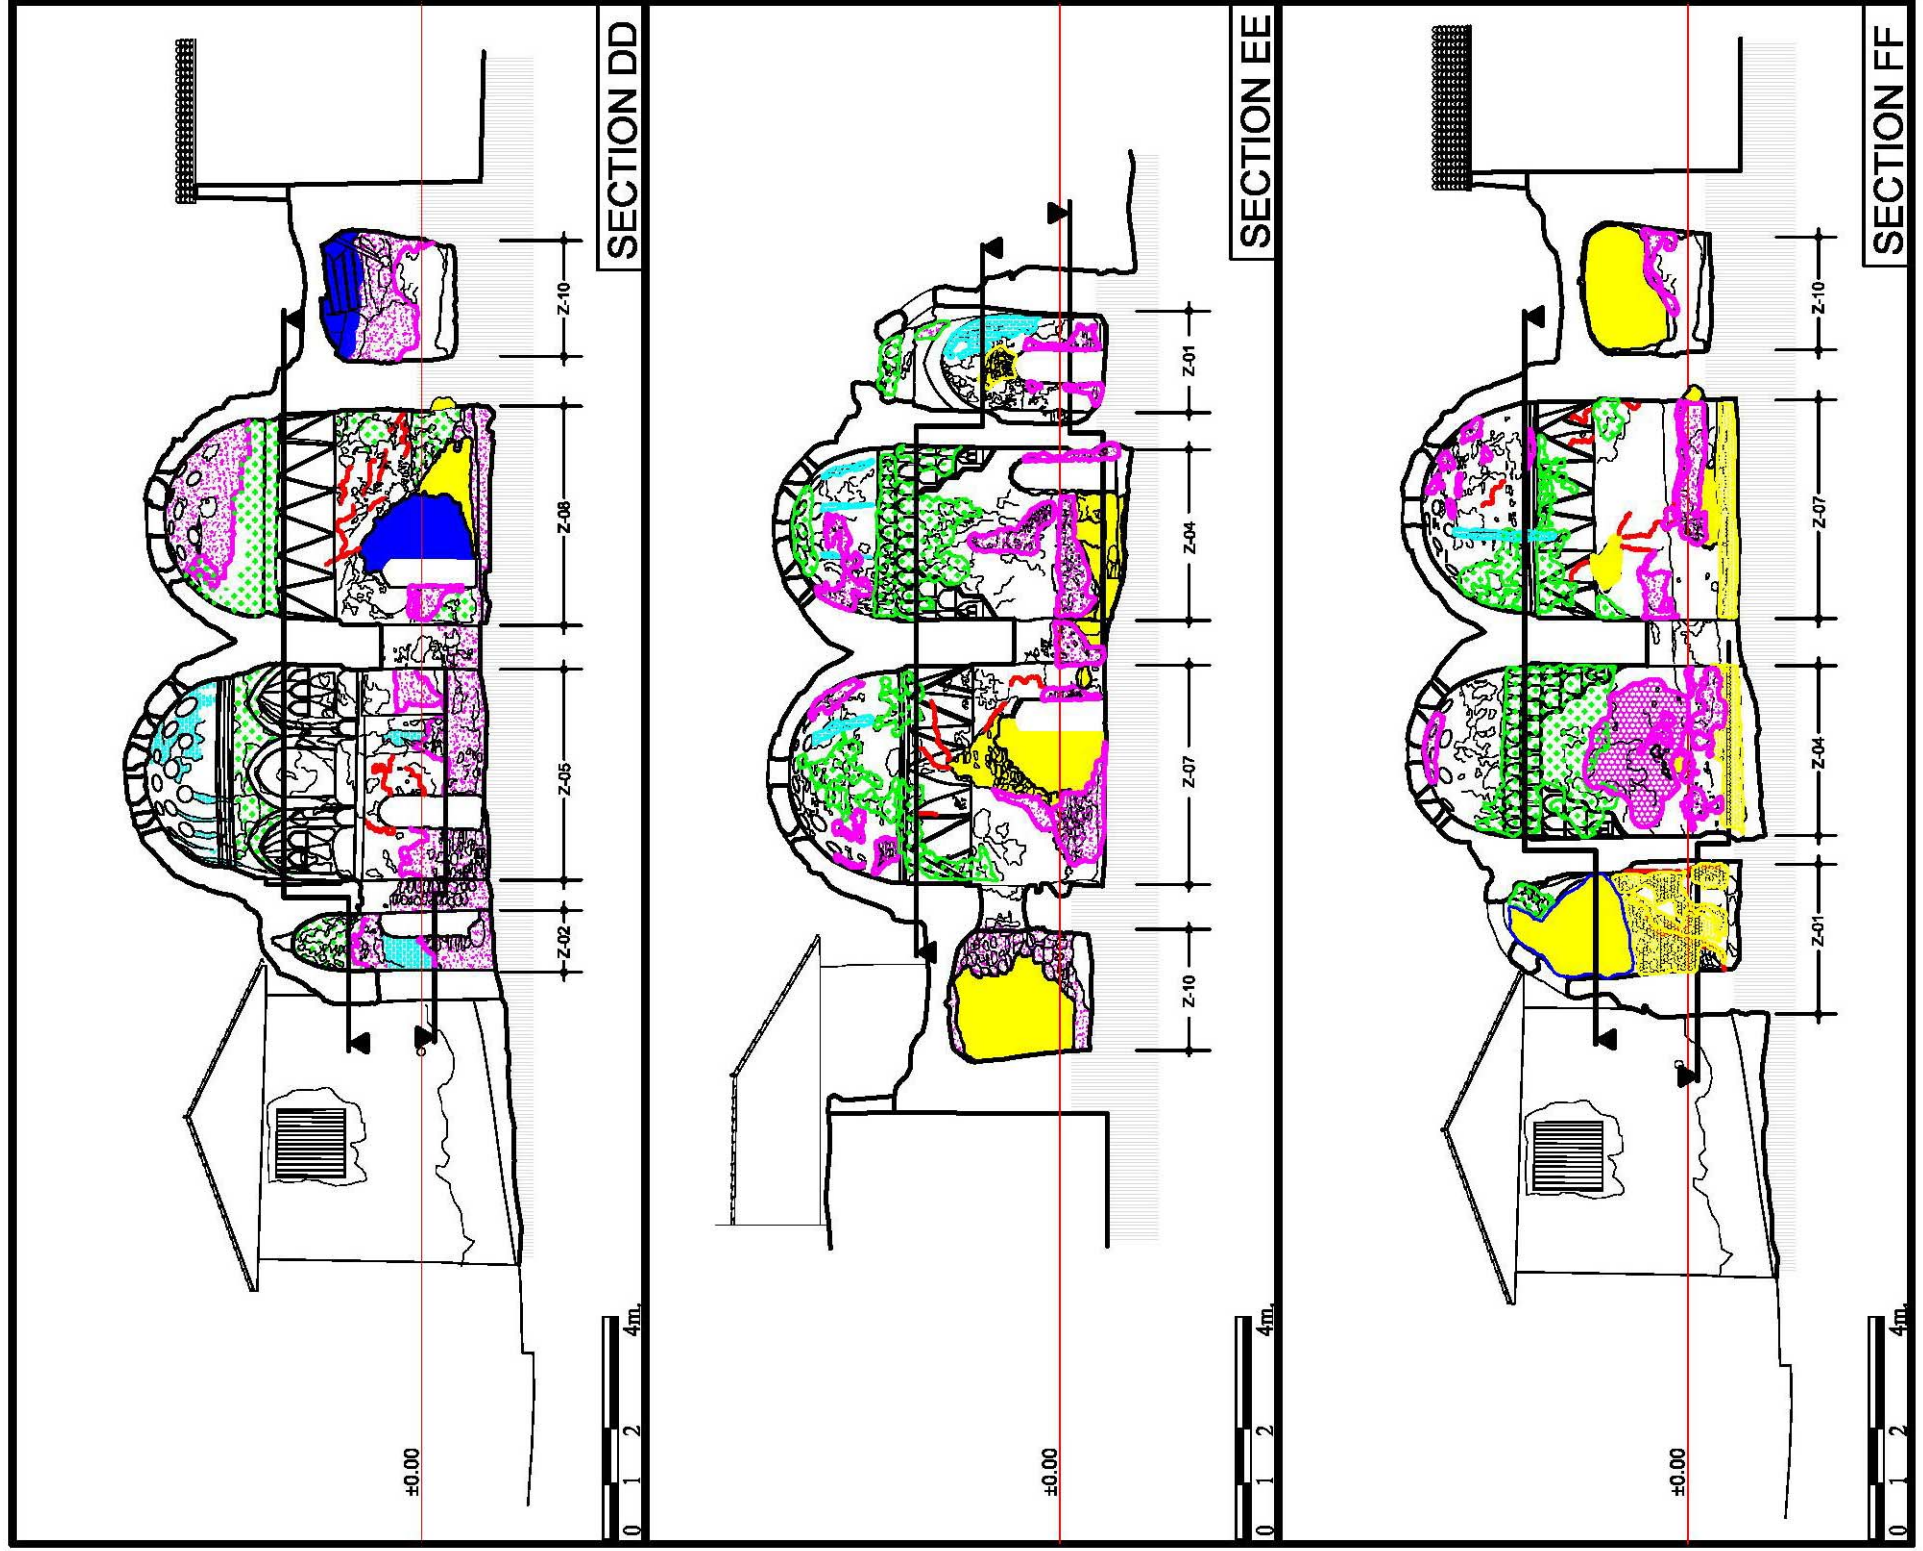 SECTION DD
Z-10
Z-08
Z-05
Z-02
±0.00
0 1 2 4m.
SECTION EE
Z-01
Z-04
Z-07
Z-10
±0.00
0 1 2 4m.
SECTION FF
Z-10
Z-07
Z-04
Z-01
±0.00
0 1 2 4m.